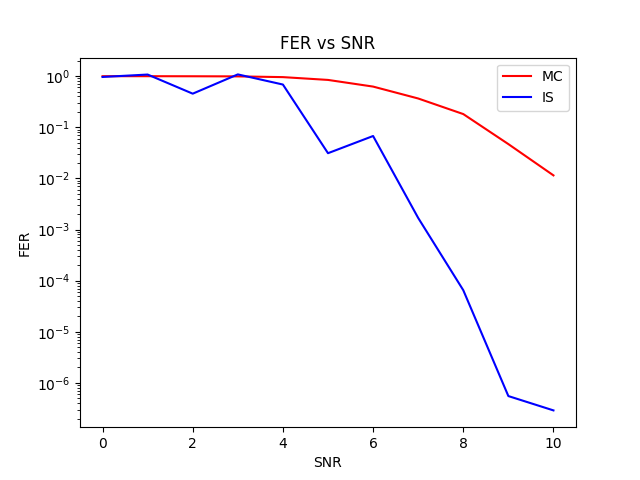 FER vs SNR
MC
IS
FER
10⁰
10⁻¹
10⁻²
10⁻³
10⁻⁴
10⁻⁵
10⁻⁶
0 2 4 6 8 10
SNR